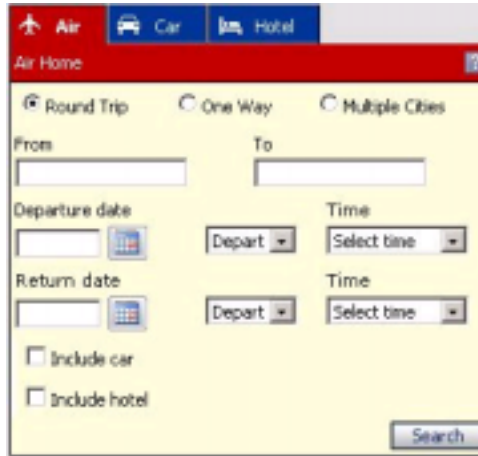 Air Car Hotel
Air Home ?
Round Trip One Way Multiple Cities
From To
Departure date Time
Depart Select time
Return date Time
Depart Select time
Include car
Include hotel
Search